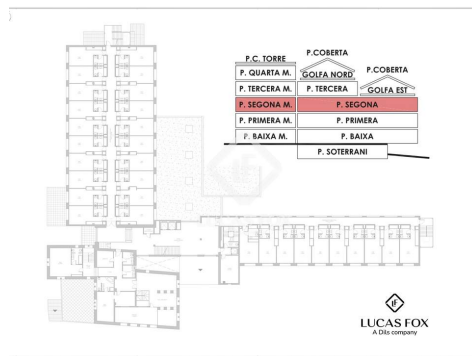 P.C. TORRE
P. QUARTA M.
P. TERCERA M.
P. SEGONA M.
P. PRIMERA M.
P. BAIXA M.
P.COBERTA
GOLFA NORD
P. TERCERA
P.COBERTA
GOLFA EST
P. SEGONA
P. PRIMERA
P. BAIXA
P. SOTERRANI
LF
LUCAS FOX
A Dils company